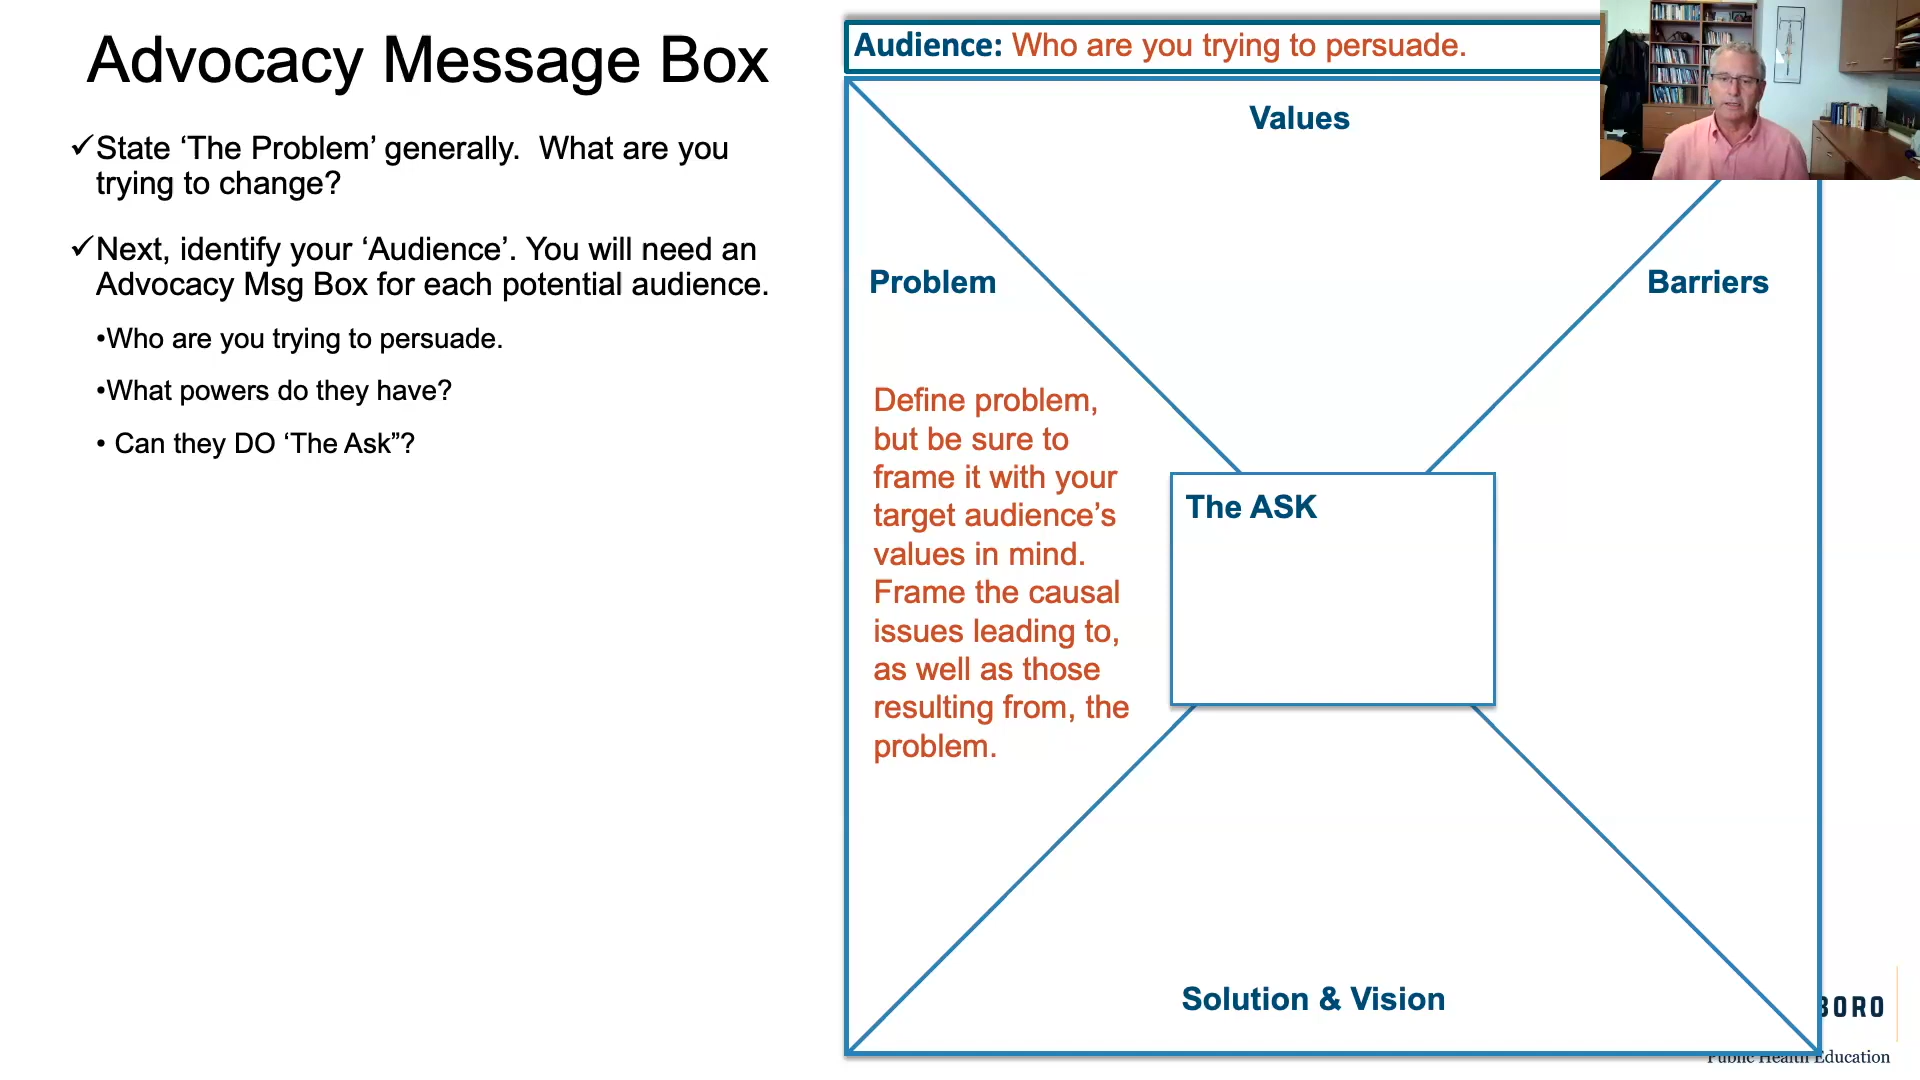 Advocacy Message Box
✓State ‘The Problem’ generally.  What are you
trying to change?
✓Next, identify your ‘Audience’. You will need an
Advocacy Msg Box for each potential audience.
•Who are you trying to persuade.
•What powers do they have?
• Can they DO ‘The Ask”?
Audience: Who are you trying to persuade.
Values
Problem
Barriers
Define problem,
but be sure to
frame it with your
target audience’s
values in mind.
Frame the causal
issues leading to,
as well as those
resulting from, the
problem.
The ASK
Solution & Vision
BORO
Public Health Education